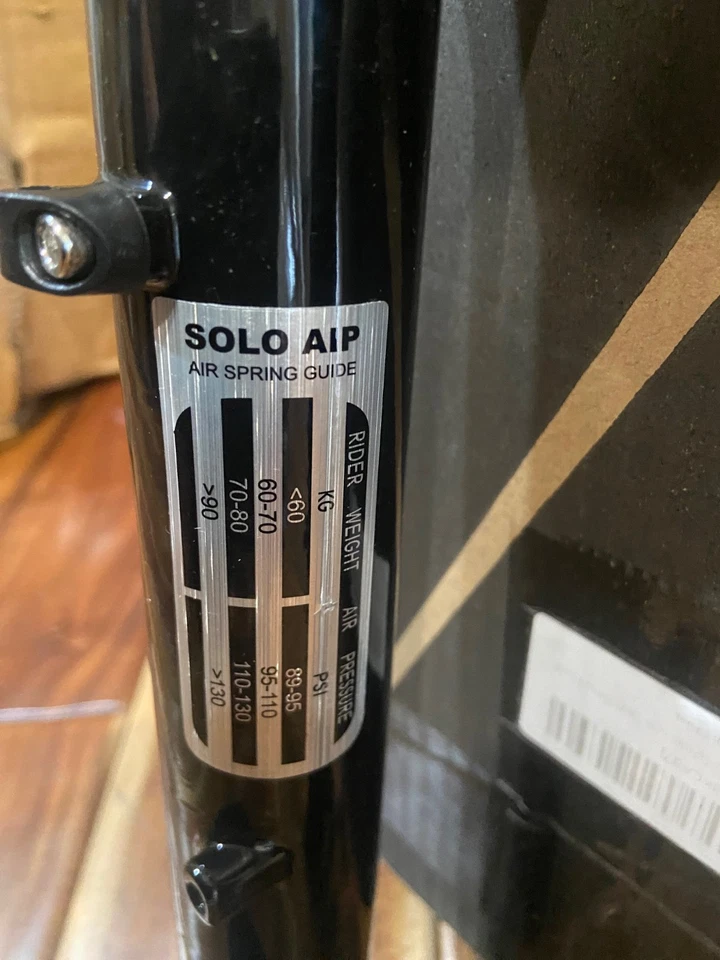 SOLO AIP
AIR SPRING GUIDE
RIDER WEIGHT AIR PRESSURE
KG PSI
<60 89-95
60-70 95-110
70-80 110-130
>90 >130